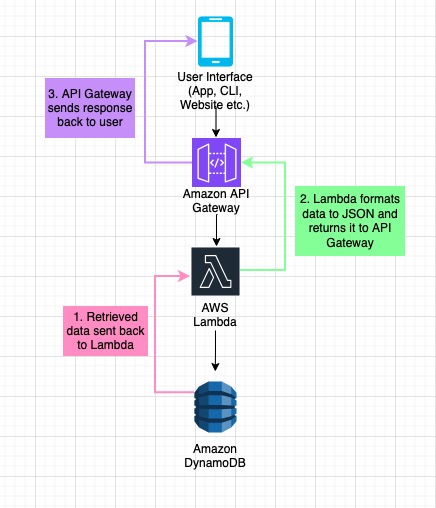 User Interface
(App, CLI,
Website etc.)
3. API Gateway
sends response
back to user
</>
Amazon API
Gateway
2. Lambda formats
data to JSON and
returns it to API
Gateway
AWS
Lambda
1. Retrieved
data sent back
to Lambda
Amazon
DynamoDB